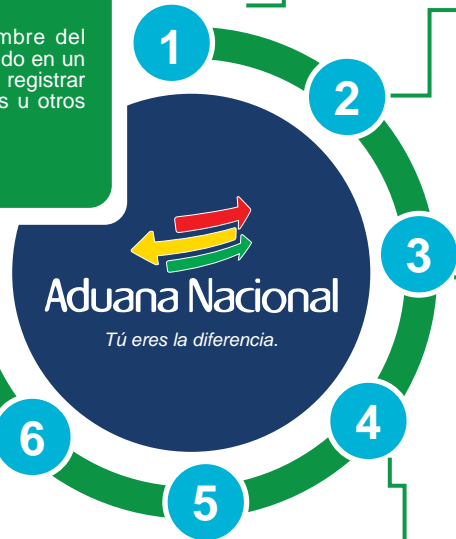 mbre del
do en un
registrar
s u otros
1
2
3
4
5
6
Aduana Nacional
Tú eres la diferencia.